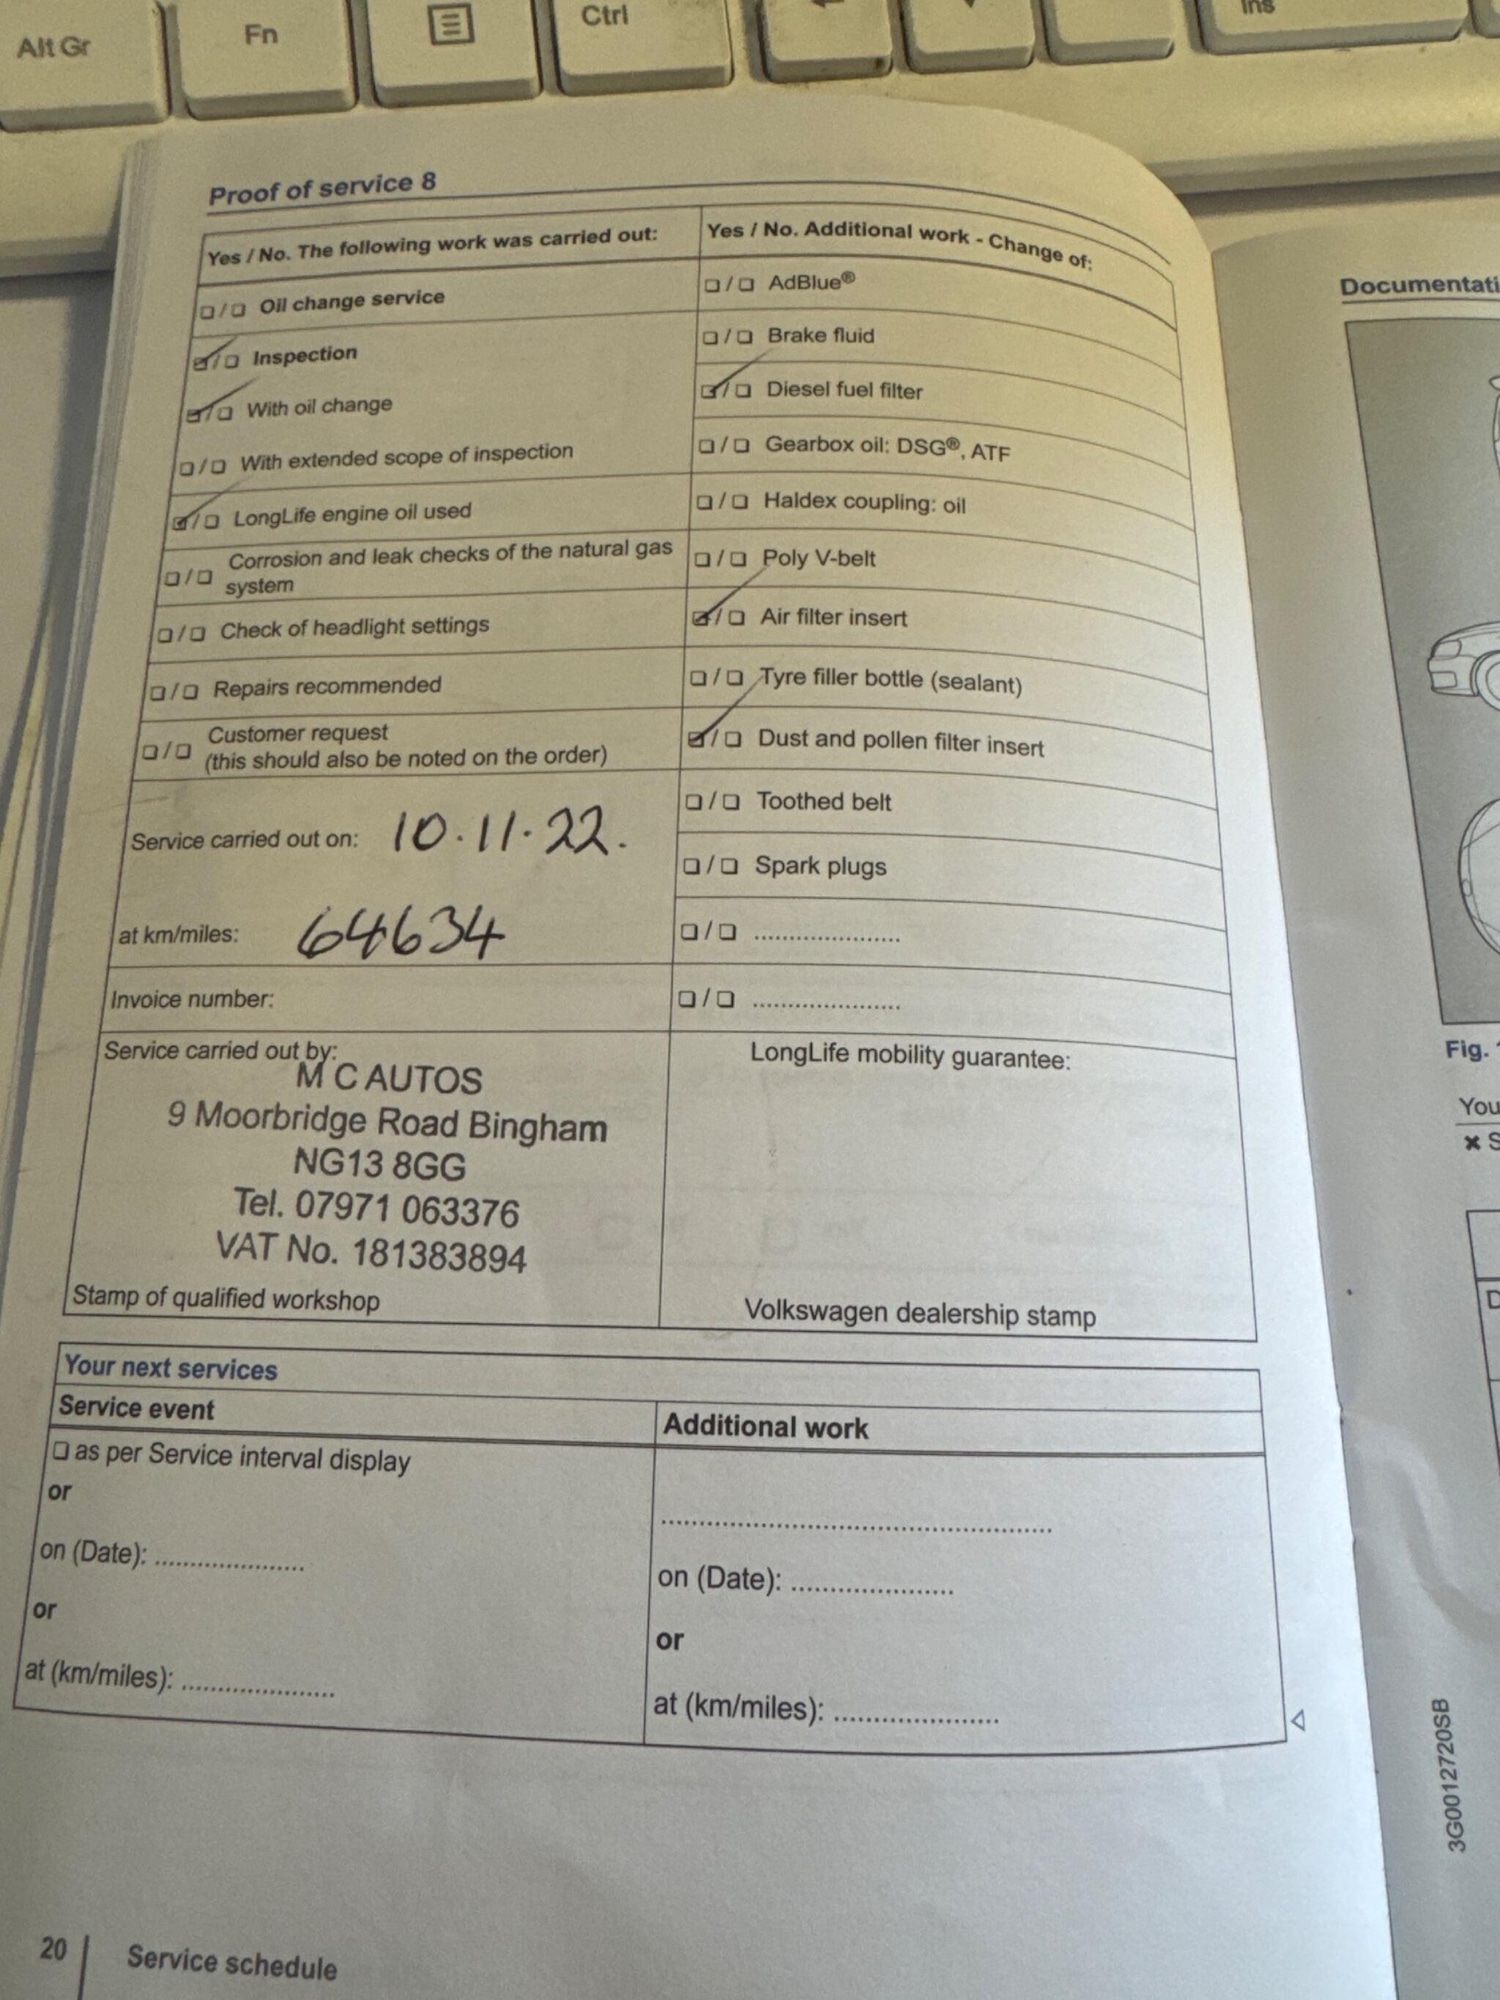 Alt Gr
Fn
Ctrl
Ins
Proof of service 8
Yes / No. The following work was carried out:
❑/❑ Oil change service
☑/❑ Inspection
☑/❑ With oil change
❑/❑ With extended scope of inspection
☑/❑ LongLife engine oil used
❑/❑ Corrosion and leak checks of the natural gas
system
❑/❑ Check of headlight settings
❑/❑ Repairs recommended
❑/❑ Customer request
(this should also be noted on the order)
Service carried out on: 10.11.22.
at km/miles: 64634
Invoice number:
Service carried out by:
M C AUTOS
9 Moorbridge Road Bingham
NG13 8GG
Tel. 07971 063376
VAT No. 181383894
Stamp of qualified workshop
Yes / No. Additional work - Change of:
❑/❑ AdBlue®
❑/❑ Brake fluid
☑/❑ Diesel fuel filter
❑/❑ Gearbox oil: DSG®, ATF
❑/❑ Haldex coupling: oil
❑/❑ Poly V-belt
☑/❑ Air filter insert
❑/❑ Tyre filler bottle (sealant)
☑/❑ Dust and pollen filter insert
❑/❑ Toothed belt
❑/❑ Spark plugs
❑/❑ ......................
❑/❑ ......................
LongLife mobility guarantee:
Volkswagen dealership stamp
Your next services
Service event
❑ as per Service interval display
or
on (Date): ......................
or
at (km/miles): ......................
Additional work
......................................................
on (Date): ......................
or
at (km/miles): ......................
20 Service schedule
Documentati
Fig.
You
3G0012720SB